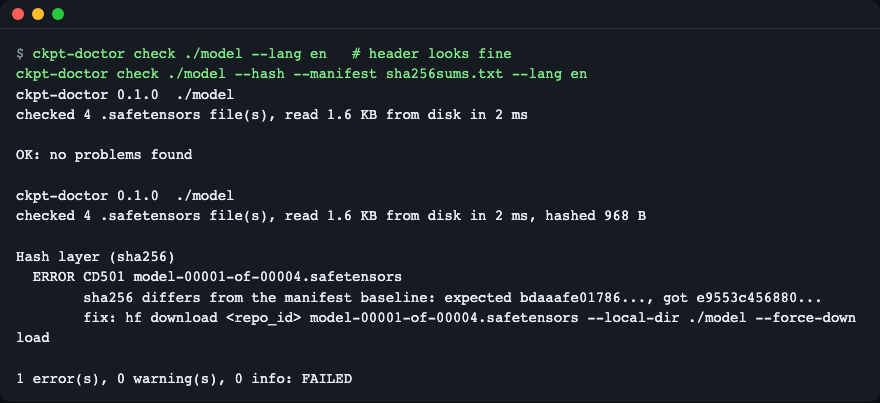 $ ckpt-doctor check ./model --lang en   # header looks fine
ckpt-doctor check ./model --hash --manifest sha256sums.txt --lang en
ckpt-doctor 0.1.0  ./model
checked 4 .safetensors file(s), read 1.6 KB from disk in 2 ms
OK: no problems found
ckpt-doctor 0.1.0  ./model
checked 4 .safetensors file(s), read 1.6 KB from disk in 2 ms, hashed 968 B
Hash layer (sha256)
  ERROR CD501 model-00001-of-00004.safetensors
        sha256 differs from the manifest baseline: expected bdaaafe01786..., got e9553c456880...
        fix: hf download <repo_id> model-00001-of-00004.safetensors --local-dir ./model --force-down
load
1 error(s), 0 warning(s), 0 info: FAILED